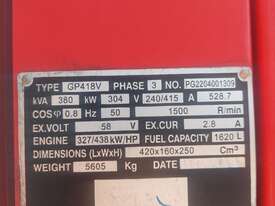 TYPE GP418V PHASE 3 NO. PG2204001309
kVA 380 kW 304 V 240/415 A 528.7
COSφ 0.8 Hz 50 1500 R/min
EX.VOLT 58 V EX.CUR 2.8 A
ENGINE 327/438 kW/HP FUEL CAPACITY 1620 L
DIMENSIONS (LxWxH) 420x160x250 Cm³
WEIGHT 5605 Kg DATE